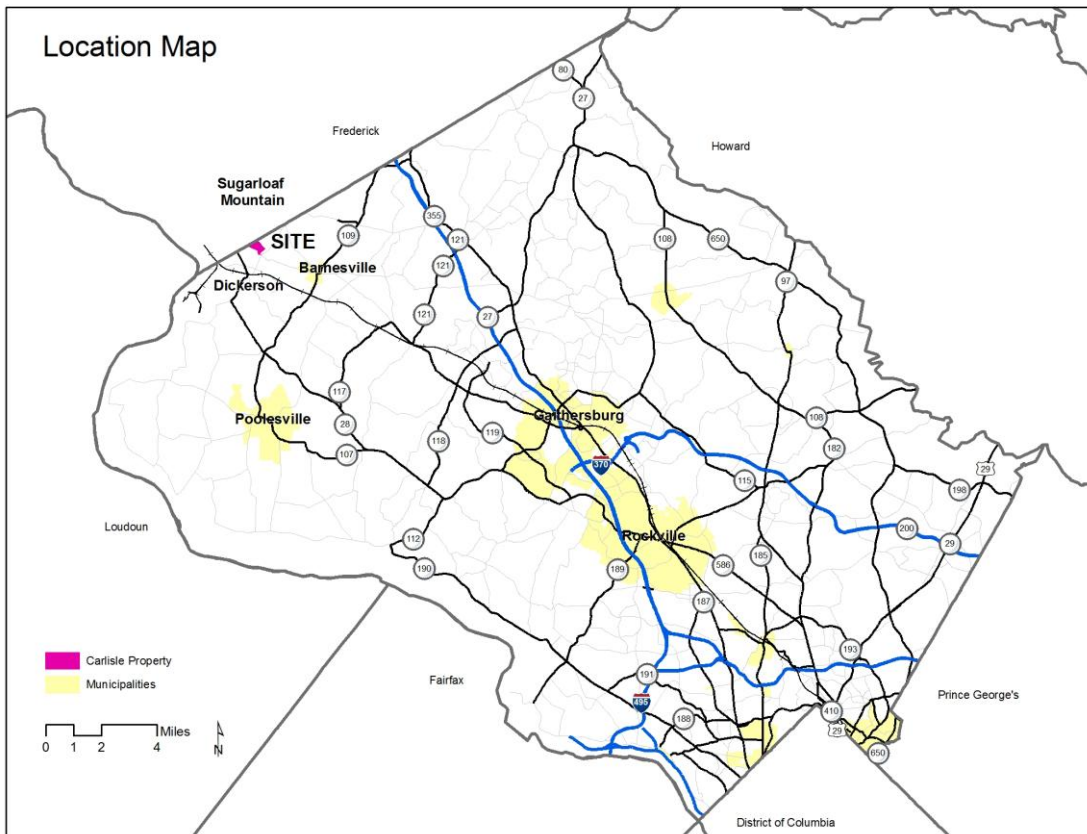 Location Map
80
27
Frederick
Howard
Sugarloaf
Mountain
355
109
121
108
650
SITE
Barnesville
121
97
Dickerson
121
27
117
Poolesville
Gaithersburg
108
28
119
118
182
107
370
29
115
198
Loudoun
200
112
Rockville
29
185
190
189
586
187
193
Carlisle Property
191
Municipalities
Fairfax
Prince George's
495
410
188
29
Miles
0 1 2 4
N
650
District of Columbia